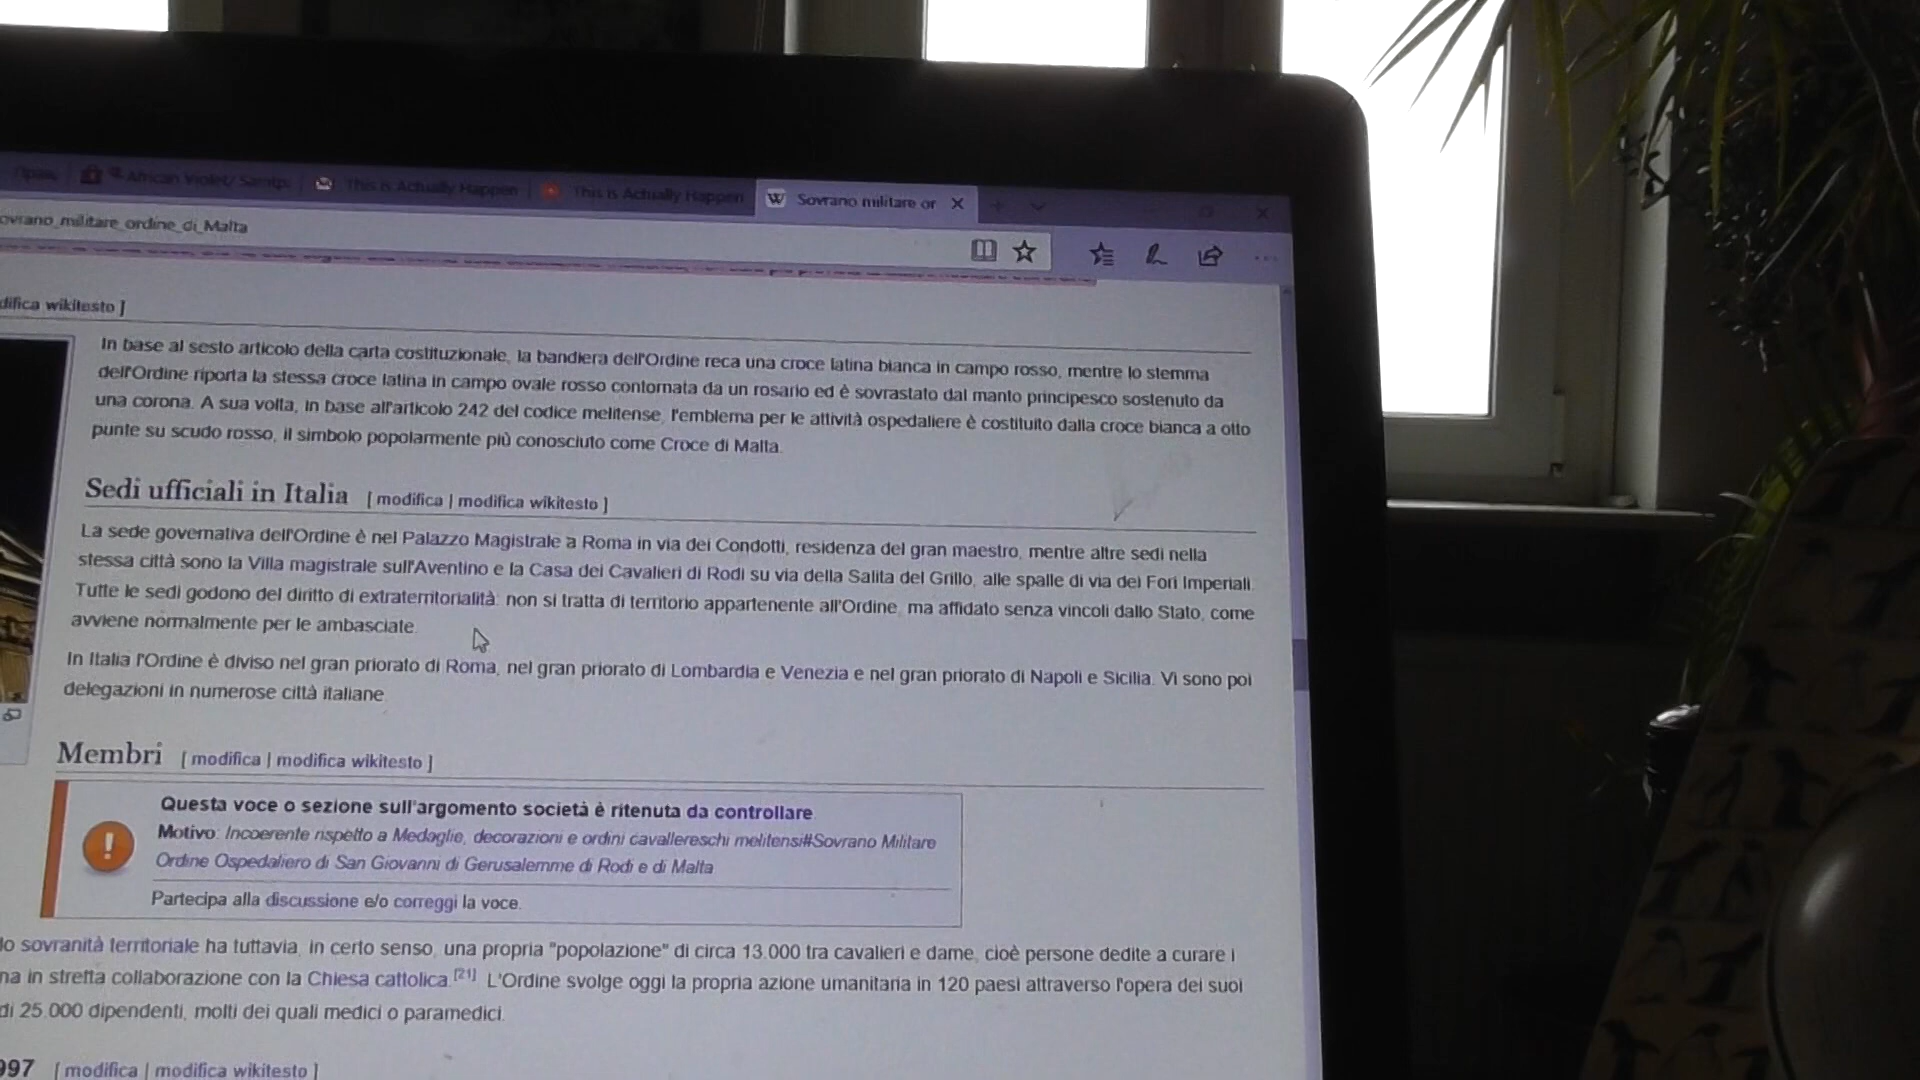 African Violet/ Saintp
This is Actually Happen
This is Actually Happen
Sovrano militare or
ovrano_militare_ordine_di_Malta
difica wikitesto ]
In base al sesto articolo della carta costituzionale, la bandiera dell'Ordine reca una croce latina bianca in campo rosso, mentre lo stemma
dell'Ordine riporta la stessa croce latina in campo ovale rosso contornata da un rosario ed è sovrastato dal manto principesco sostenuto da
una corona. A sua volta, in base all'articolo 242 del codice melitense, l'emblema per le attività ospedaliere è costituito dalla croce bianca a otto
punte su scudo rosso, il simbolo popolarmente più conosciuto come Croce di Malta.
Sedi ufficiali in Italia [ modifica | modifica wikitesto ]
La sede governativa dell'Ordine è nel Palazzo Magistrale a Roma in via dei Condotti, residenza del gran maestro, mentre altre sedi nella
stessa città sono la Villa magistrale sull'Aventino e la Casa dei Cavalieri di Rodi su via della Salita del Grillo, alle spalle di via dei Fori Imperiali.
Tutte le sedi godono del diritto di extraterritorialità: non si tratta di territorio appartenente all'Ordine, ma affidato senza vincoli dallo Stato, come
avviene normalmente per le ambasciate.
In Italia l'Ordine è diviso nel gran priorato di Roma, nel gran priorato di Lombardia e Venezia e nel gran priorato di Napoli e Sicilia. Vi sono poi
delegazioni in numerose città italiane.
Membri [ modifica | modifica wikitesto ]
Questa voce o sezione sull'argomento società è ritenuta da controllare.
Motivo: Incoerente rispetto a Medaglie, decorazioni e ordini cavallereschi melitensi#Sovrano Militare
Ordine Ospedaliero di San Giovanni di Gerusalemme di Rodi e di Malta
Partecipa alla discussione e/o correggi la voce.
lo sovranità territoriale ha tuttavia, in certo senso, una propria "popolazione" di circa 13.000 tra cavalieri e dame, cioè persone dedite a curare i
na in stretta collaborazione con la Chiesa cattolica.[21] L'Ordine svolge oggi la propria azione umanitaria in 120 paesi attraverso l'opera dei suoi
di 25.000 dipendenti, molti dei quali medici o paramedici.
997 [ modifica | modifica wikitesto ]